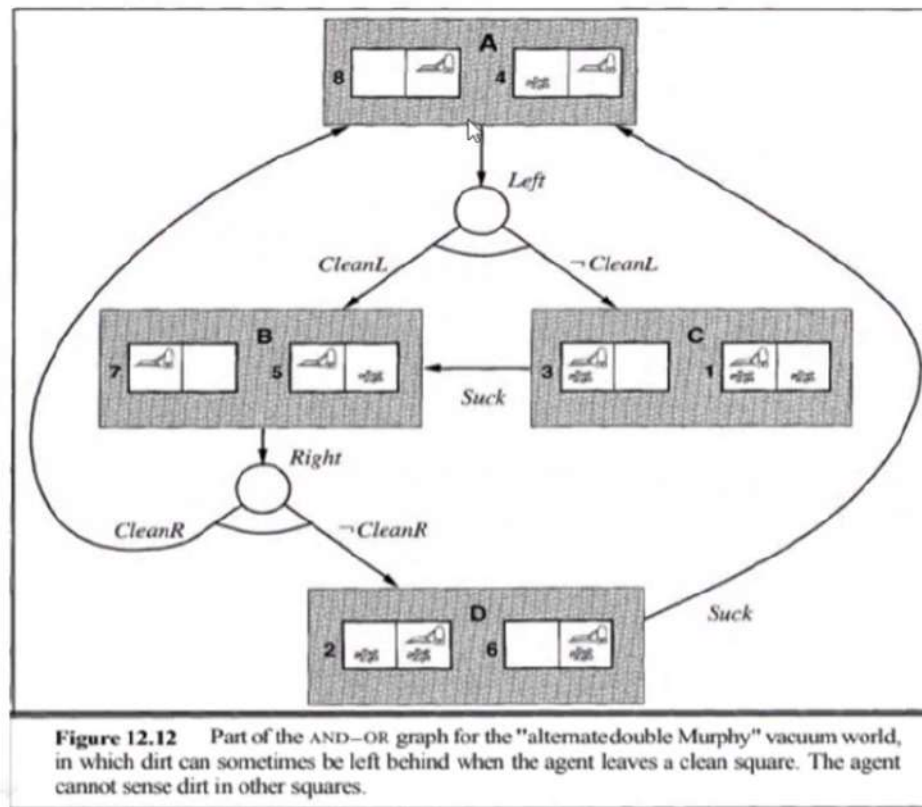 A
8 4
Left
CleanL ¬ CleanL
B C
7 5 3 1
Suck
Right
CleanR ¬ CleanR
D
2 6
Suck
Figure 12.12 Part of the AND–OR graph for the "alternatedouble Murphy" vacuum world,
in which dirt can sometimes be left behind when the agent leaves a clean square. The agent
cannot sense dirt in other squares.